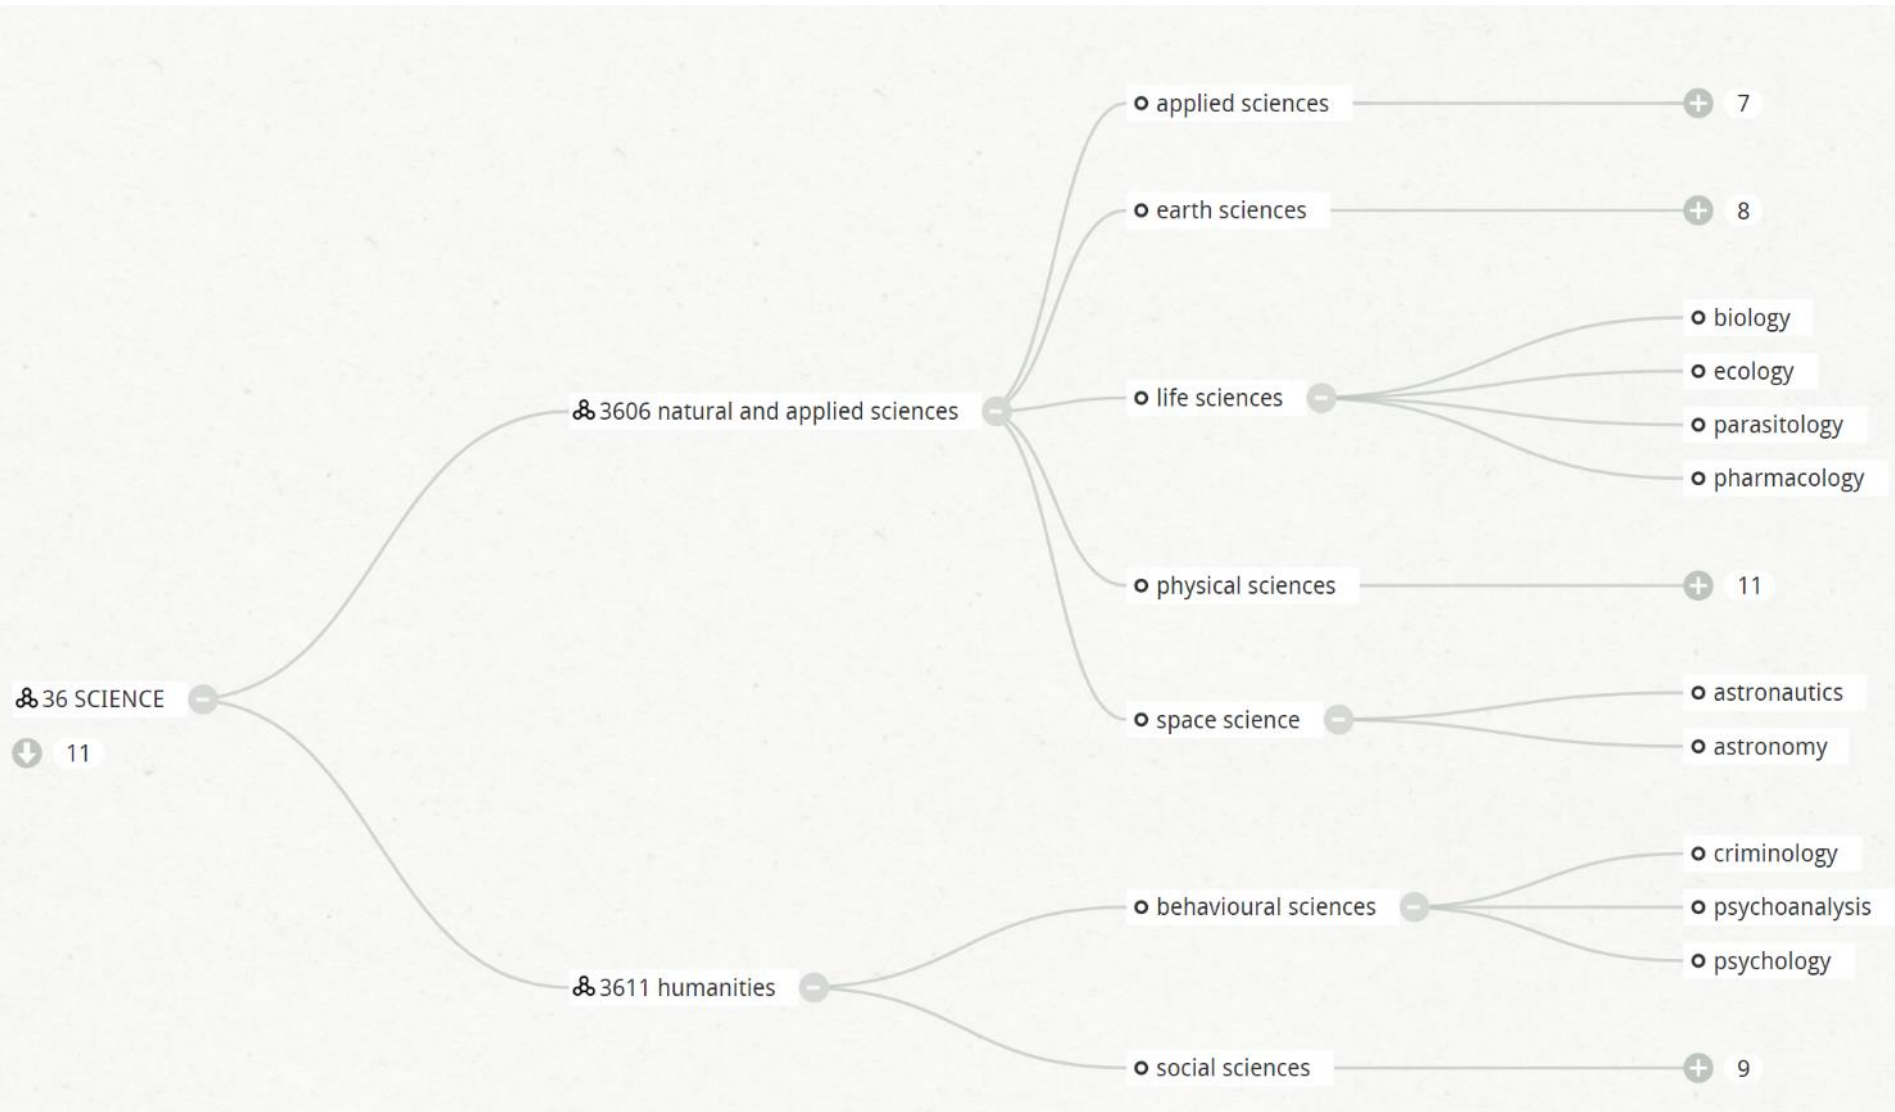 applied sciences
7
earth sciences
8
biology
ecology
life sciences
3606 natural and applied sciences
parasitology
pharmacology
physical sciences
11
36 SCIENCE
11
astronautics
space science
astronomy
criminology
behavioural sciences
psychoanalysis
psychology
3611 humanities
social sciences
9